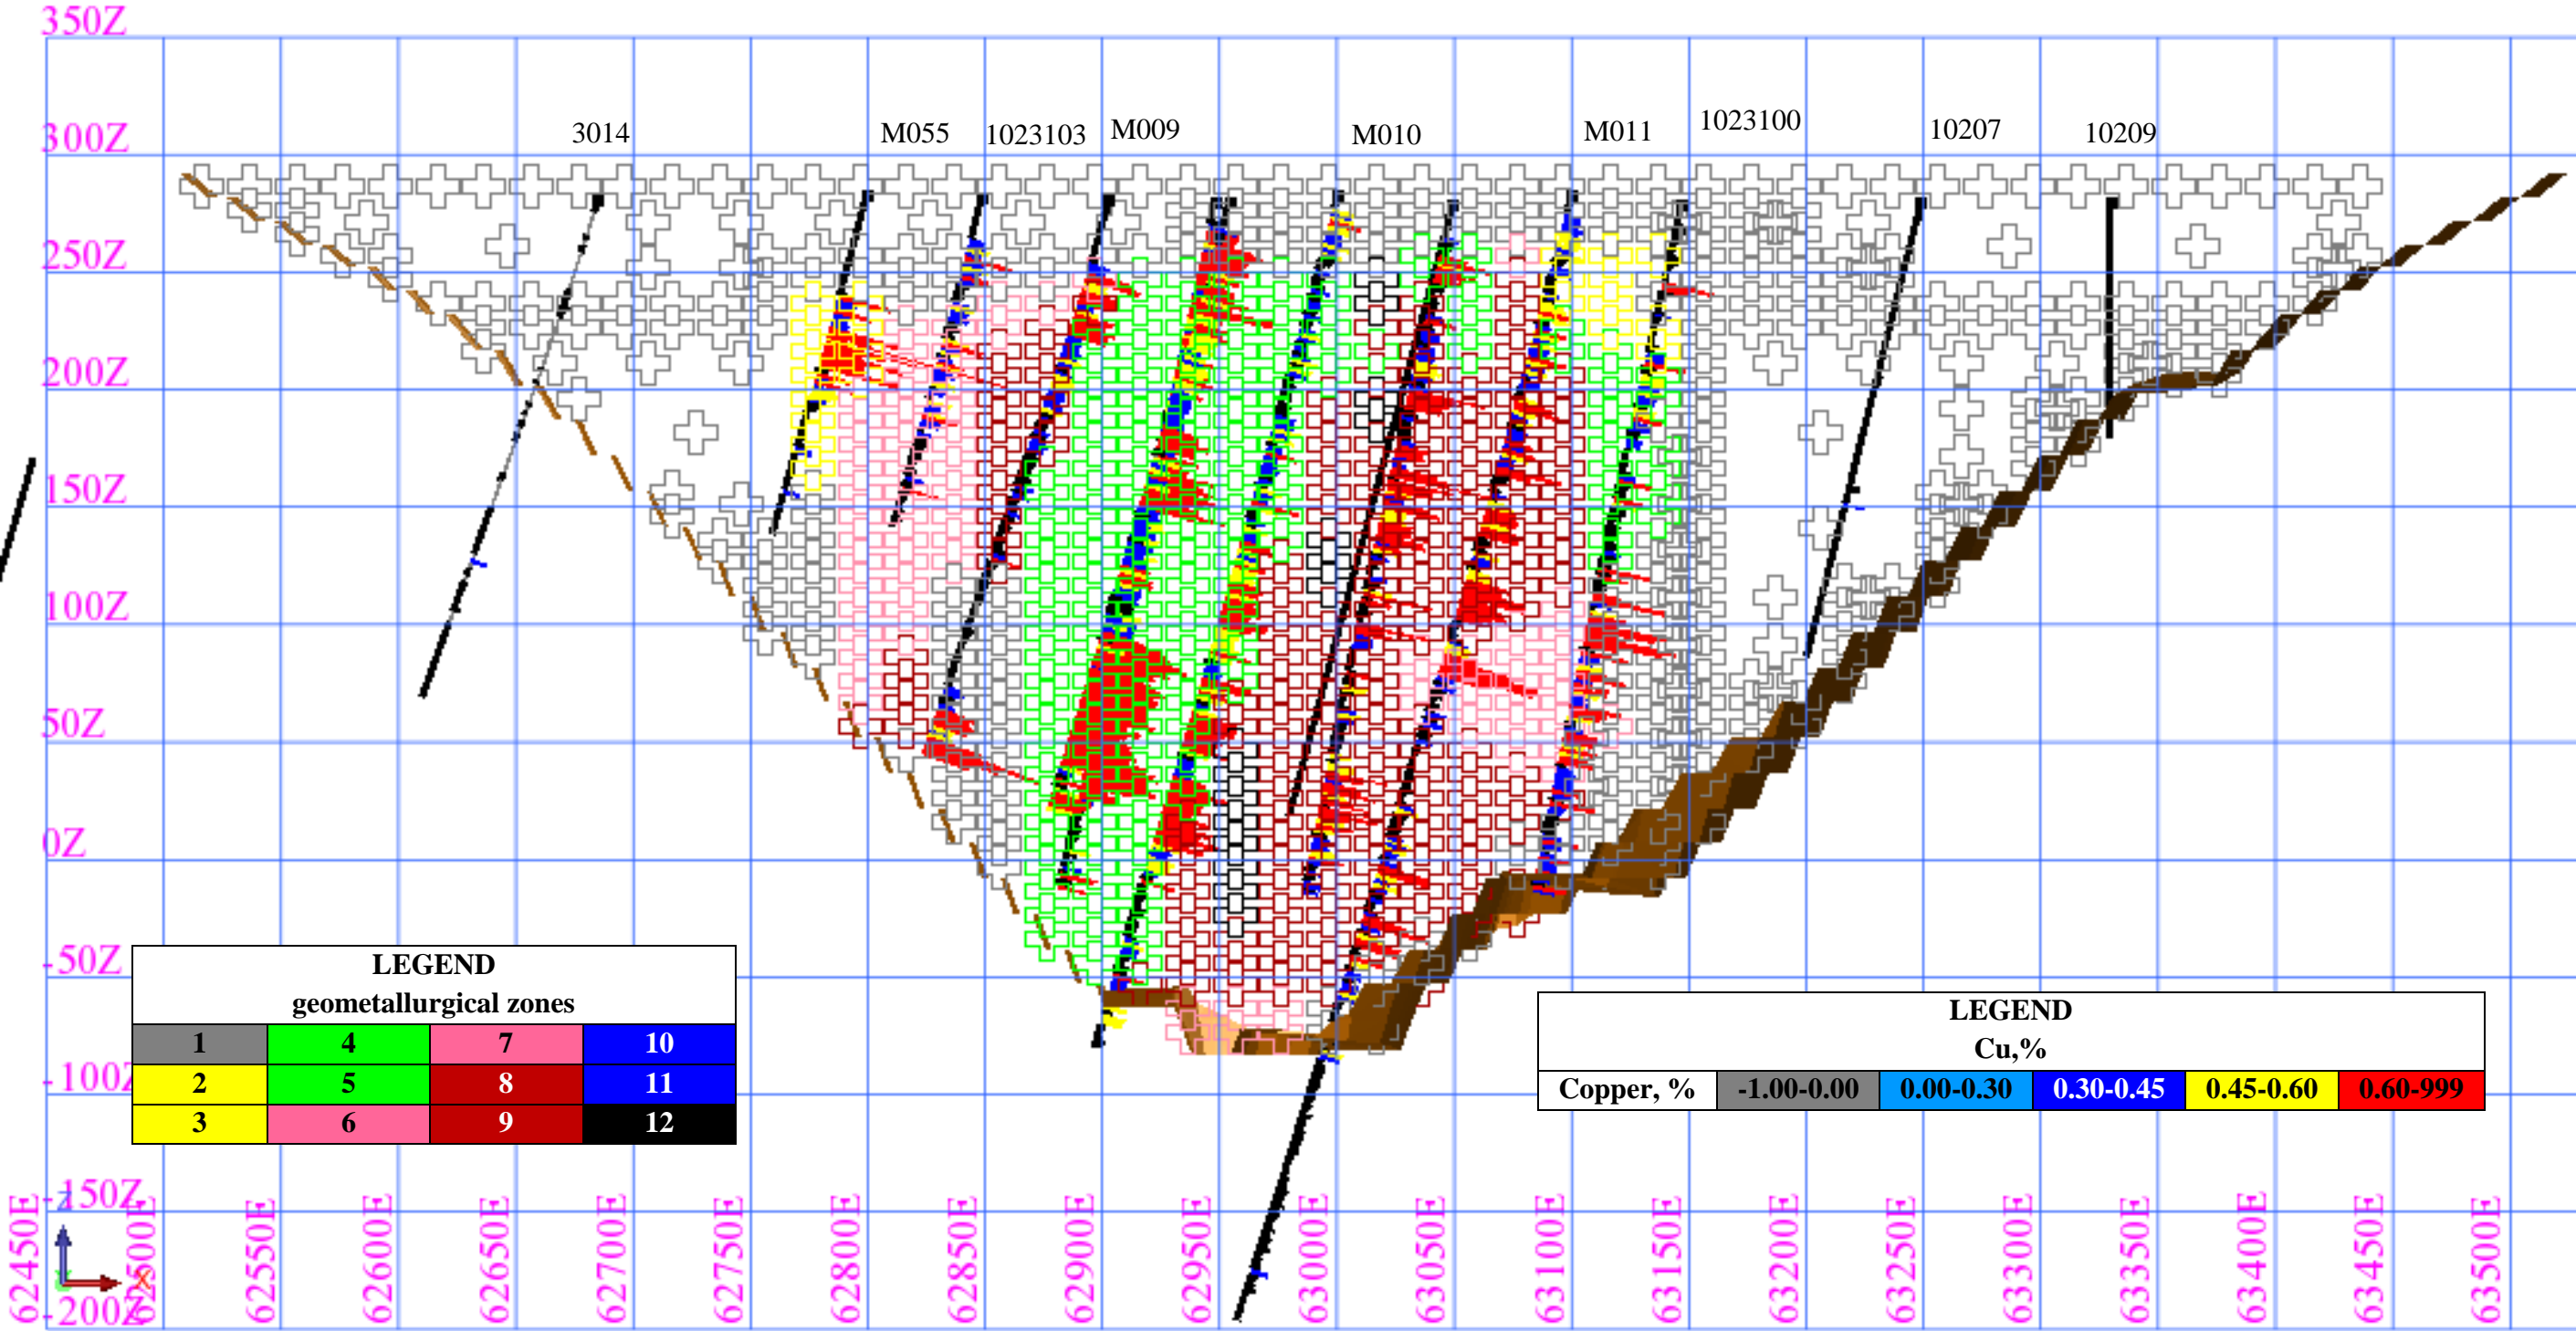 350Z
300Z
3014
M055
1023103
M009
M010
M011
1023100
10207
10209
250Z
200Z
150Z
100Z
50Z
0Z
-50Z
-100Z
-150Z
-200Z
LEGEND
geometallurgical zones
1 4 7 10
2 5 8 11
3 6 9 12
LEGEND
Cu,%
Copper, % -1.00-0.00 0.00-0.30 0.30-0.45 0.45-0.60 0.60-999
Z
X
62450E
62500E
62550E
62600E
62650E
62700E
62750E
62800E
62850E
62900E
62950E
63000E
63050E
63100E
63150E
63200E
63250E
63300E
63350E
63400E
63450E
63500E